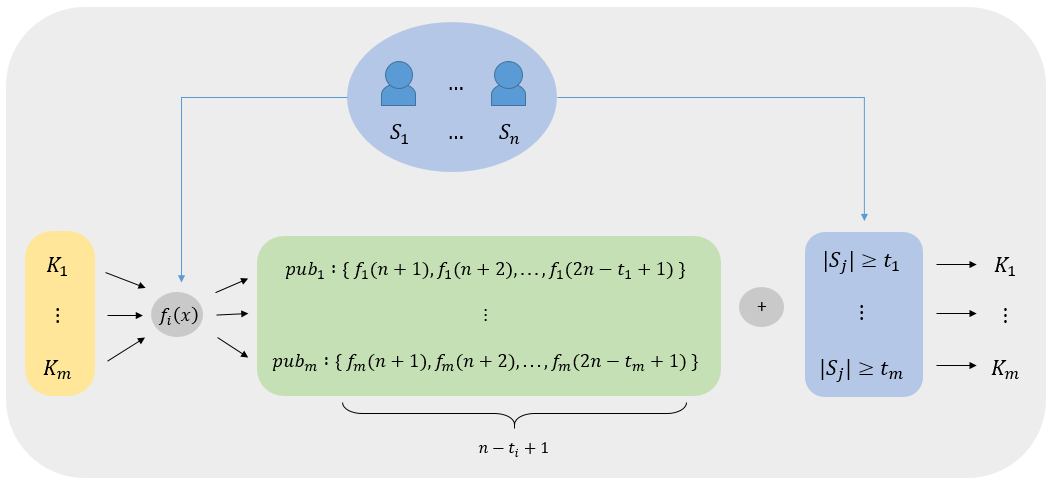 S₁ ... Sₙ
...
K₁
⋮
Kₘ
fᵢ(x)
pub₁ : { f₁(n + 1), f₁(n + 2), ..., f₁(2n − t₁ + 1) }
⋮
pubₘ : { fₘ(n + 1), fₘ(n + 2), ..., fₘ(2n − tₘ + 1) }
n − tᵢ + 1
+
|Sⱼ| ≥ t₁
⋮
|Sⱼ| ≥ tₘ
K₁
⋮
Kₘ